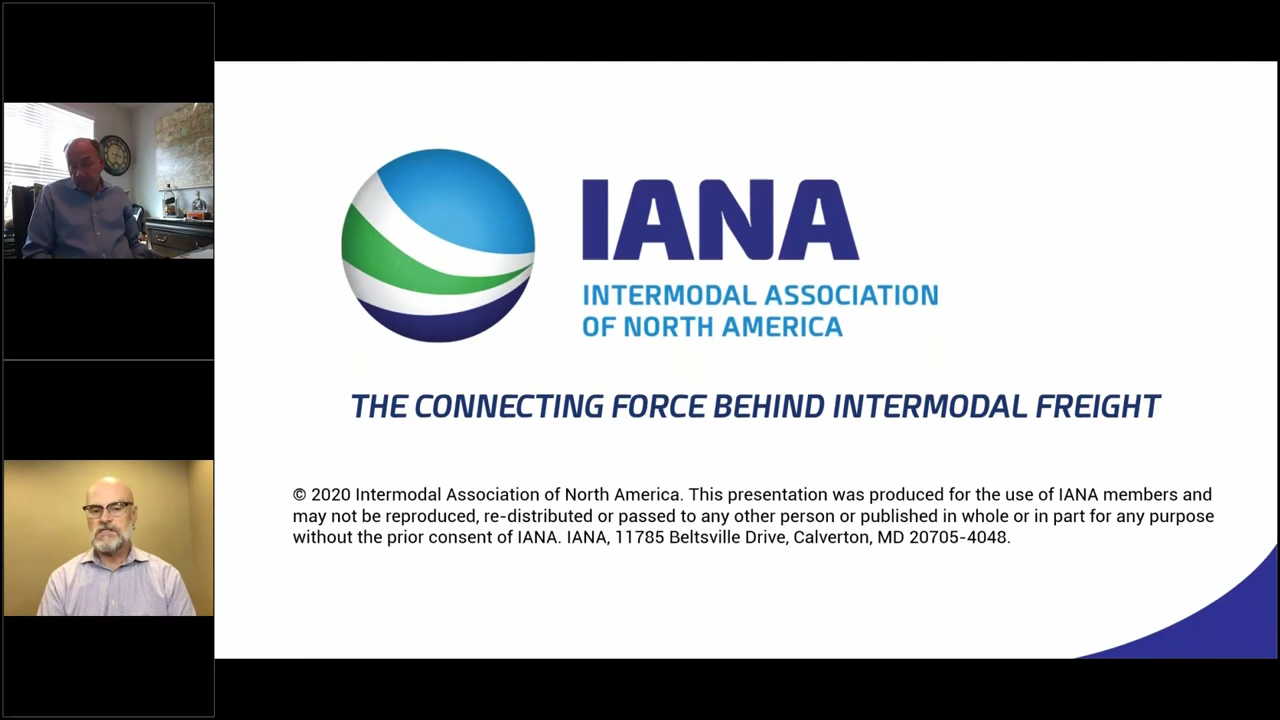 IANA
INTERMODAL ASSOCIATION
OF NORTH AMERICA
THE CONNECTING FORCE BEHIND INTERMODAL FREIGHT
© 2020 Intermodal Association of North America. This presentation was produced for the use of IANA members and
may not be reproduced, re-distributed or passed to any other person or published in whole or in part for any purpose
without the prior consent of IANA. IANA, 11785 Beltsville Drive, Calverton, MD 20705-4048.